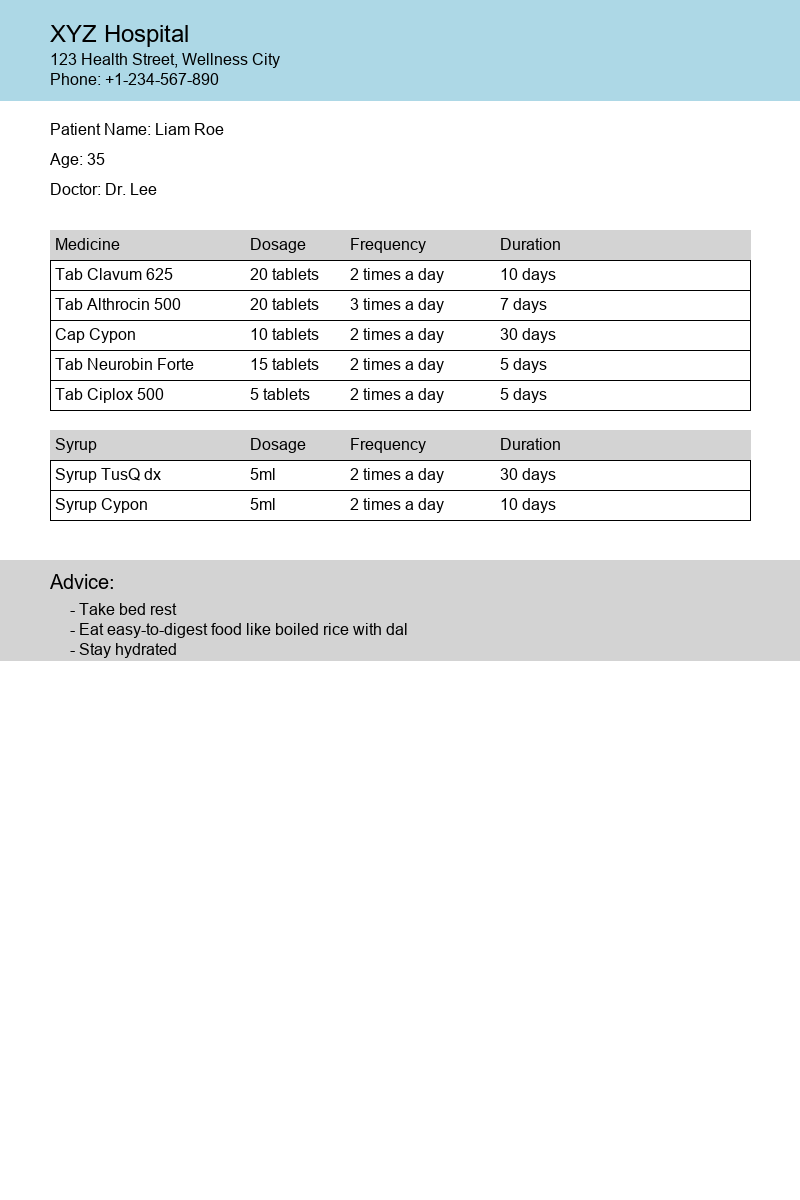 XYZ Hospital
123 Health Street, Wellness City
Phone: +1-234-567-890
Patient Name: Liam Roe
Age: 35
Doctor: Dr. Lee
Medicine Dosage Frequency Duration
Tab Clavum 625 20 tablets 2 times a day 10 days
Tab Althrocin 500 20 tablets 3 times a day 7 days
Cap Cypon 10 tablets 2 times a day 30 days
Tab Neurobin Forte 15 tablets 2 times a day 5 days
Tab Ciplox 500 5 tablets 2 times a day 5 days
Syrup Dosage Frequency Duration
Syrup TusQ dx 5ml 2 times a day 30 days
Syrup Cypon 5ml 2 times a day 10 days
Advice:
- Take bed rest
- Eat easy-to-digest food like boiled rice with dal
- Stay hydrated